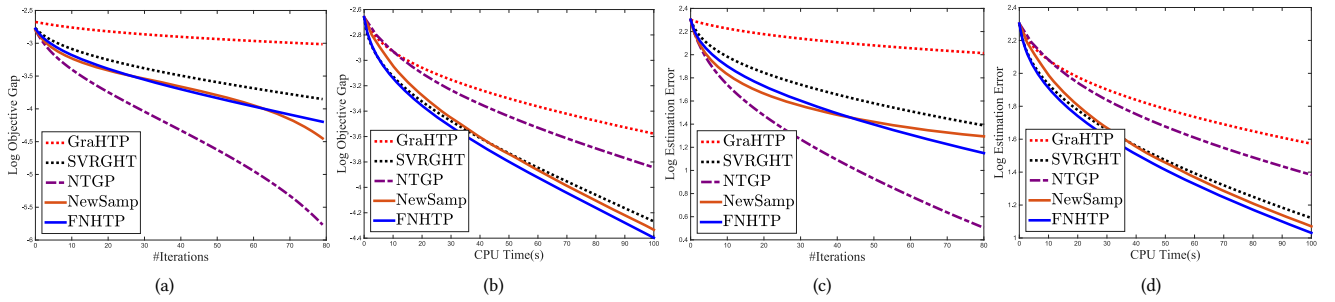 Log Objective Gap
-2.5
-3
-3.5
-4
-4.5
-5
-5.5
-6
GraHTP
SVRGHT
NTGP
NewSamp
FNHTP
0 10 20 30 40 50 60 70 80
#Iterations
(a)
Log Objective Gap
-2.6
-2.8
-3
-3.2
-3.4
-3.6
-3.8
-4
-4.2
-4.4
GraHTP
SVRGHT
NTGP
NewSamp
FNHTP
0 10 20 30 40 50 60 70 80 90 100
CPU Time(s)
(b)
Log Estimation Error
2.4
2.2
2
1.8
1.6
1.4
1.2
1
0.8
0.6
0.4
GraHTP
SVRGHT
NTGP
NewSamp
FNHTP
0 10 20 30 40 50 60 70 80
#Iterations
(c)
Log Estimation Error
2.4
2.2
2
1.8
1.6
1.4
1.2
1
GraHTP
SVRGHT
NTGP
NewSamp
FNHTP
0 10 20 30 40 50 60 70 80 90 100
CPU Time(s)
(d)